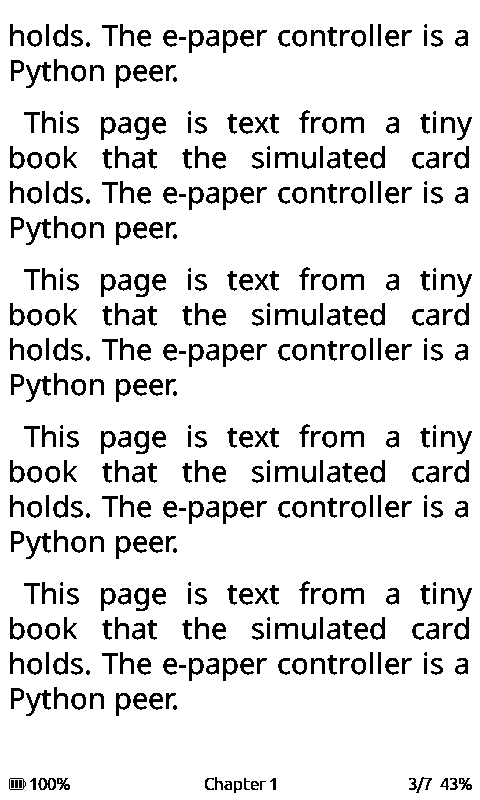 holds. The e-paper controller is a
Python peer.
This page is text from a tiny
book that the simulated card
holds. The e-paper controller is a
Python peer.
This page is text from a tiny
book that the simulated card
holds. The e-paper controller is a
Python peer.
This page is text from a tiny
book that the simulated card
holds. The e-paper controller is a
Python peer.
This page is text from a tiny
book that the simulated card
holds. The e-paper controller is a
Python peer.
100% Chapter 1 3/7 43%